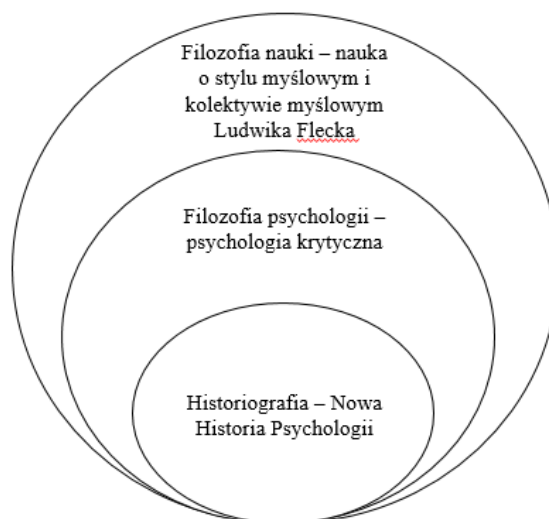 Filozofia nauki – nauka
o stylu myślowym i
kolektywie myślowym
Ludwika Flecka
Filozofia psychologii –
psychologia krytyczna
Historiografia – Nowa
Historia Psychologii